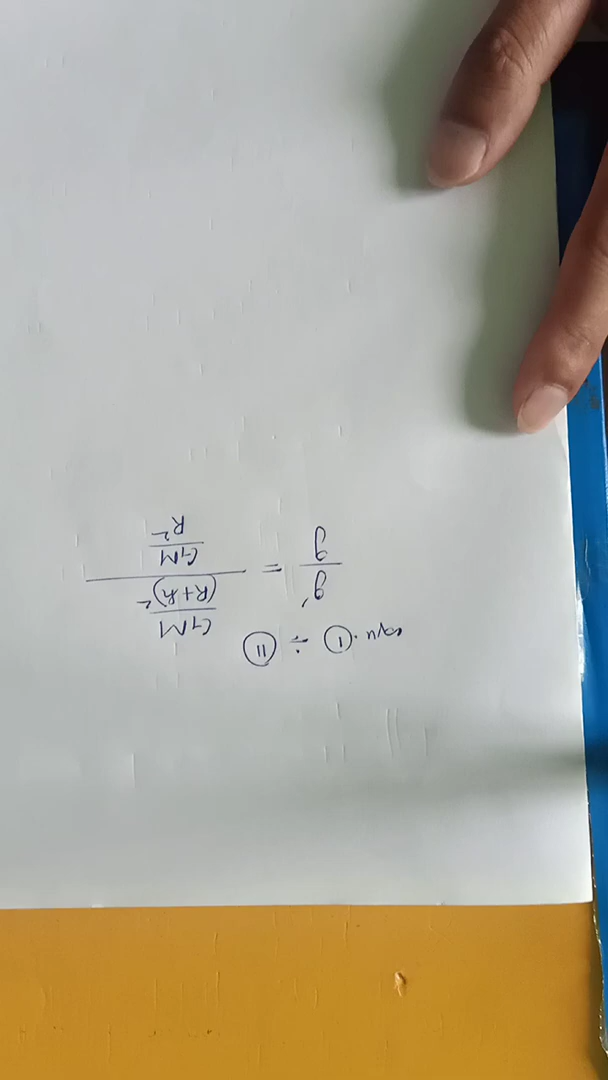 eqn. ① ÷ ⑪
g' / g = GM / (R+h)² / GM / R²